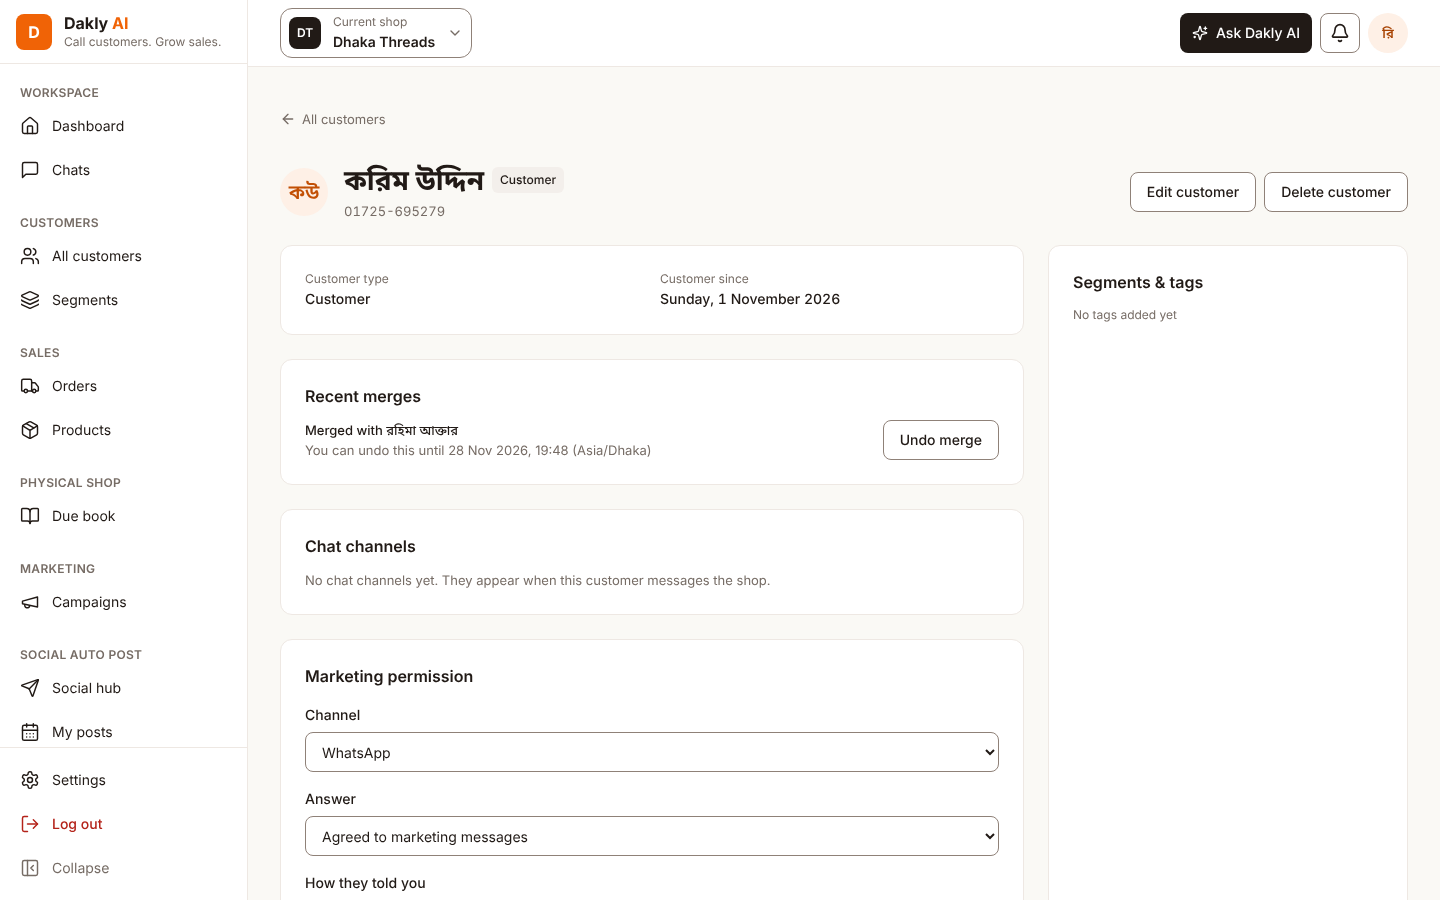 D
Dakly AI
Call customers. Grow sales.
WORKSPACE
Dashboard
Chats
CUSTOMERS
All customers
Segments
SALES
Orders
Products
PHYSICAL SHOP
Due book
MARKETING
Campaigns
SOCIAL AUTO POST
Social hub
My posts
Settings
Log out
Collapse
DT
Current shop
Dhaka Threads
Ask Dakly AI
রি
All customers
কউ
করিম উদ্দিন
Customer
01725-695279
Edit customer
Delete customer
Customer type
Customer
Customer since
Sunday, 1 November 2026
Recent merges
Merged with রহিমা আক্তার
You can undo this until 28 Nov 2026, 19:48 (Asia/Dhaka)
Undo merge
Chat channels
No chat channels yet. They appear when this customer messages the shop.
Marketing permission
Channel
WhatsApp
Answer
Agreed to marketing messages
How they told you
Segments & tags
No tags added yet